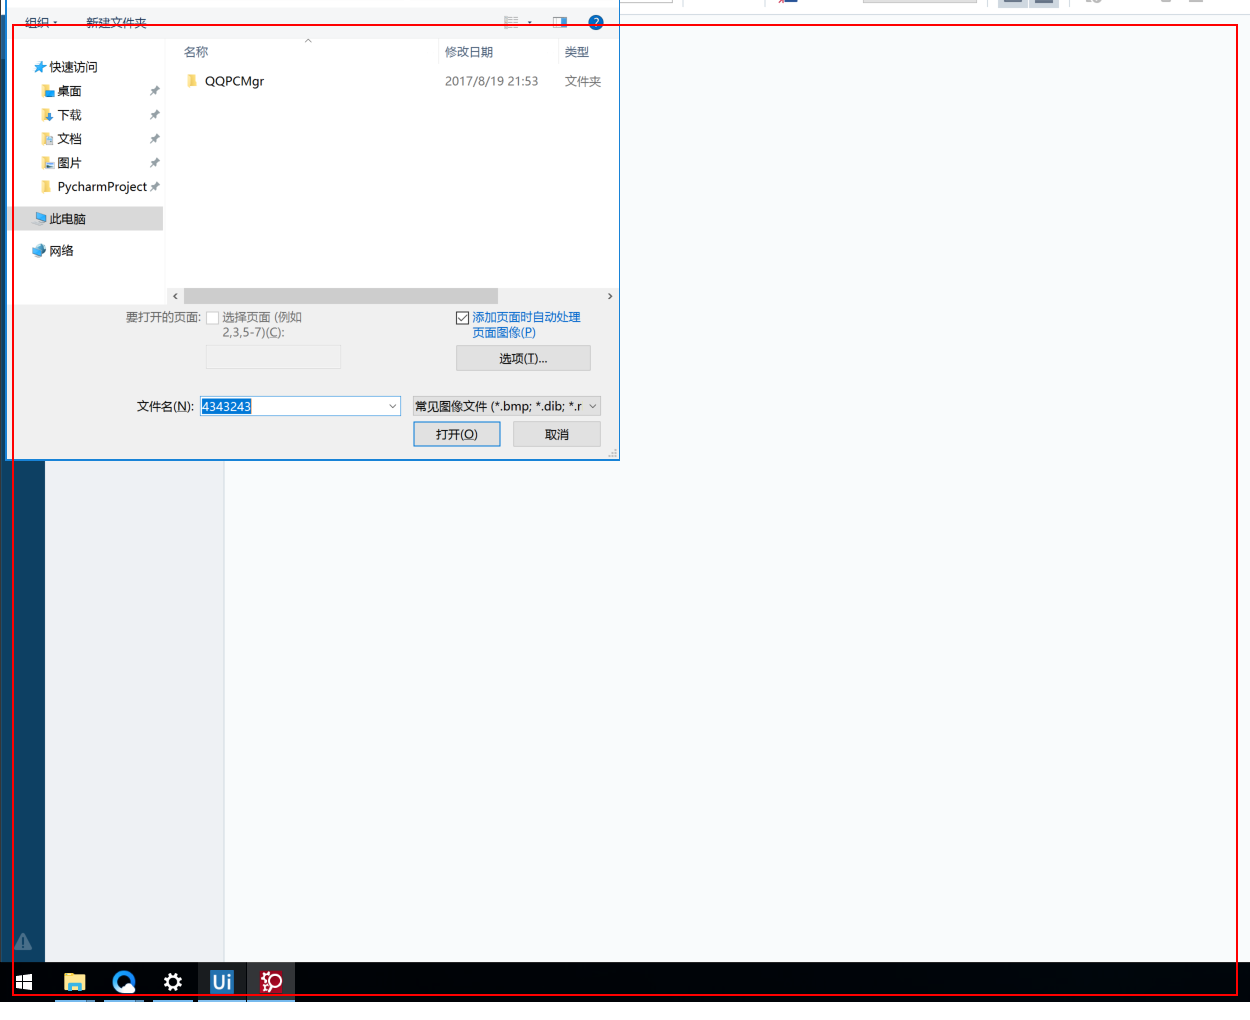 组织 新建文件夹 ?
名称 修改日期 类型
快速访问
QQPCMgr 2017/8/19 21:53 文件夹
桌面
下载
文档
图片
PycharmProject
此电脑
网络
要打开的页面: 选择页面 (例如 2,3,5-7)(C):
添加页面时自动处理页面图像(P)
选项(T)...
文件名(N): 4343243 常见图像文件 (*.bmp; *.dib; *.r
打开(O) 取消
Ui